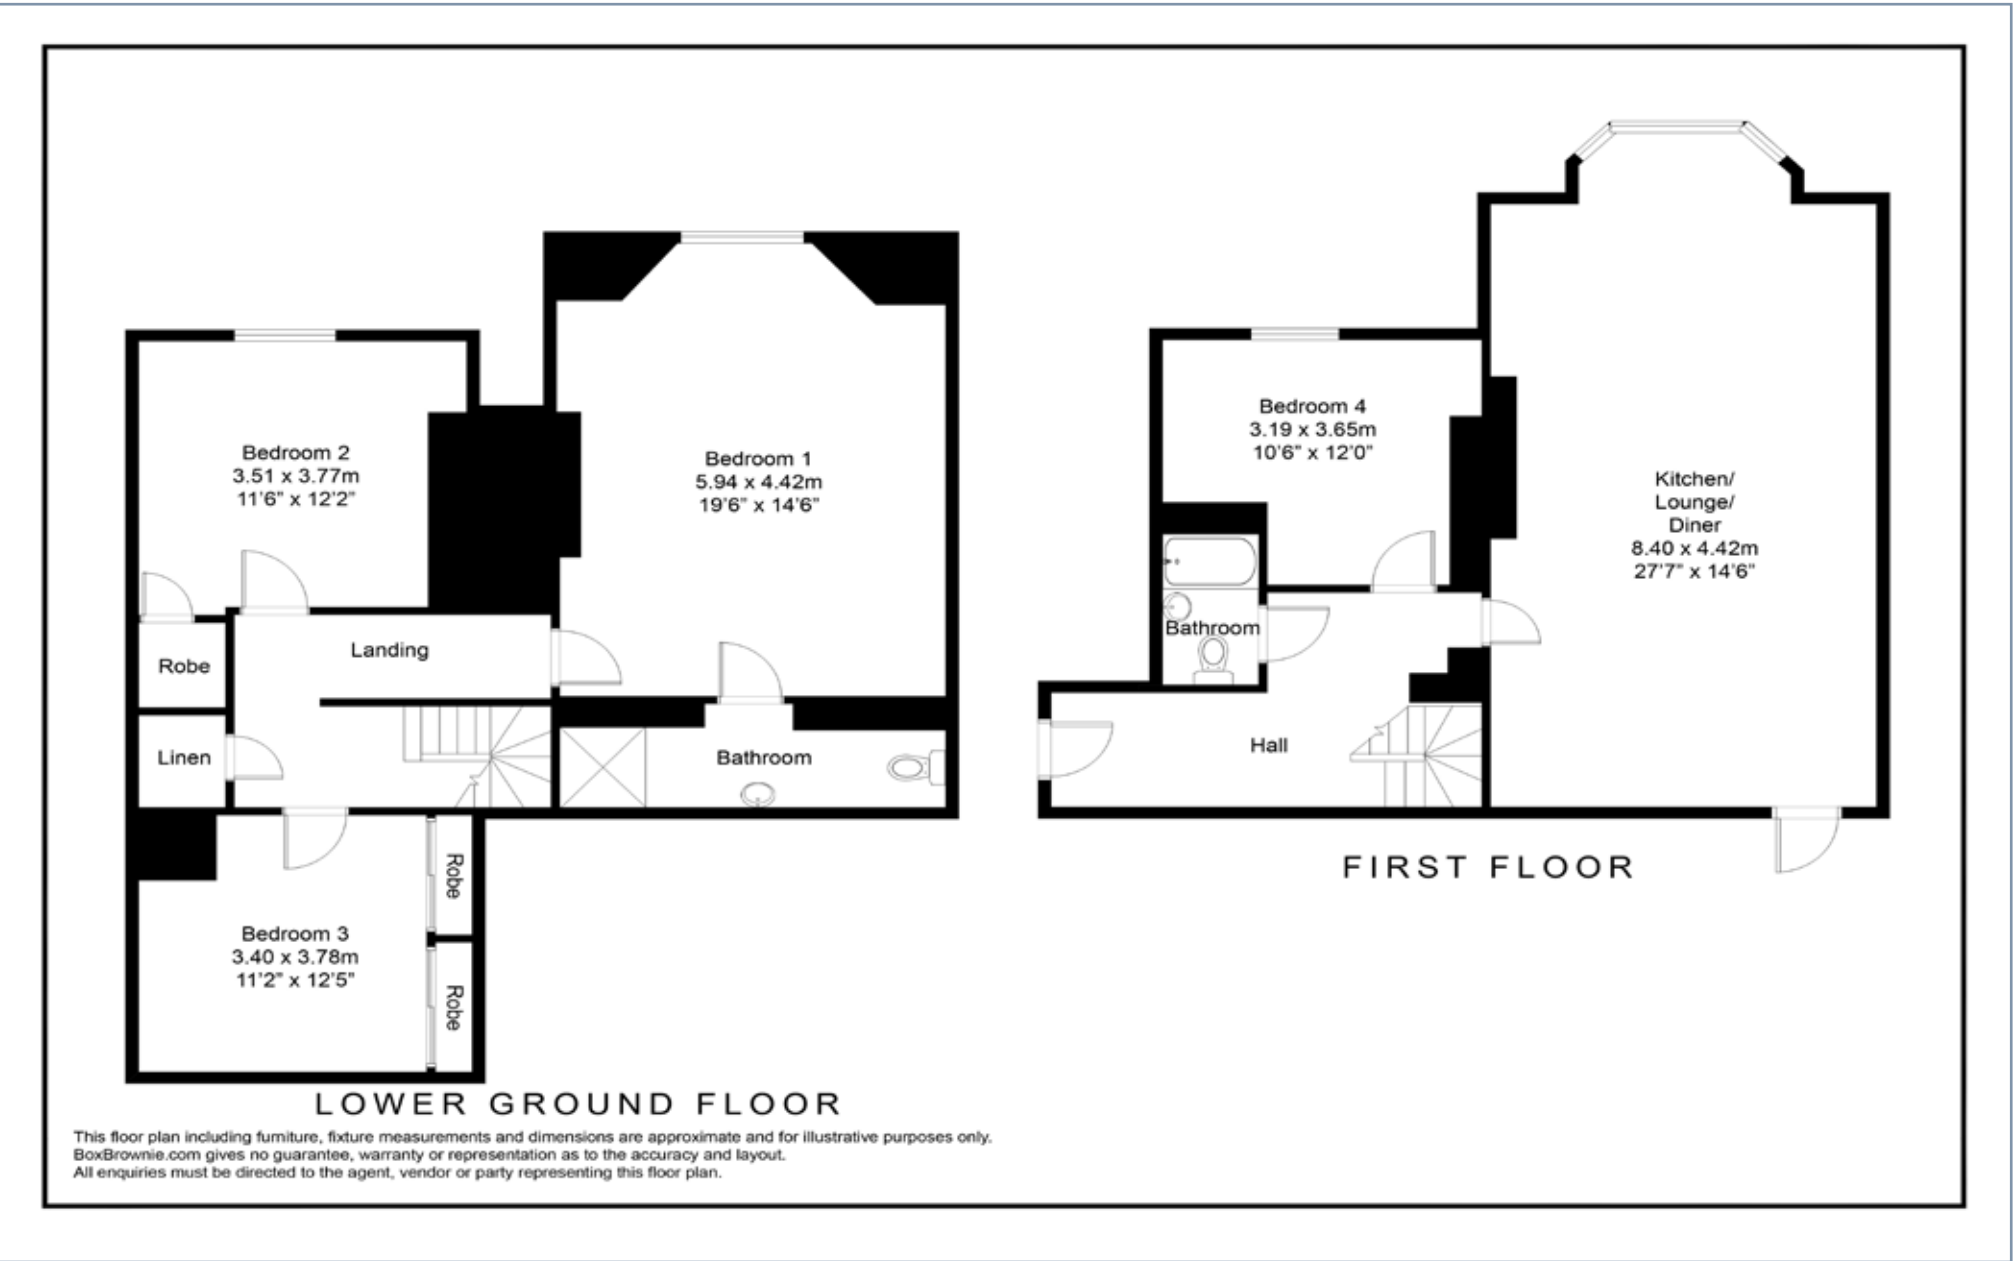 Bedroom 2
3.51 x 3.77m
11'6" x 12'2"
Bedroom 1
5.94 x 4.42m
19'6" x 14'6"
Landing
Robe
Linen
Bathroom
Robe
Bedroom 3
3.40 x 3.78m
11'2" x 12'5"
Robe
LOWER GROUND FLOOR
Bedroom 4
3.19 x 3.65m
10'6" x 12'0"
Kitchen/
Lounge/
Diner
8.40 x 4.42m
27'7" x 14'6"
Bathroom
Hall
FIRST FLOOR
This floor plan including furniture, fixture measurements and dimensions are approximate and for illustrative purposes only.
BoxBrownie.com gives no guarantee, warranty or representation as to the accuracy and layout.
All enquiries must be directed to the agent, vendor or party representing this floor plan.